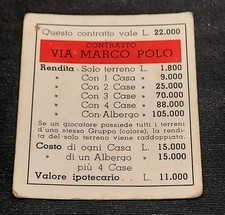 Questo contratto vale L. 22.000
CONTRATTO
VIA MARCO POLO
Rendita - Solo terreno L. 1.800
» Con 1 Casa » 9.000
» Con 2 Case » 25.000
» Con 3 Case » 70.000
» Con 4 Case » 88.000
» Con Albergo » 105.000
Se un giocatore possiede tutti i terreni
d'uno stesso Gruppo (colore), la rendita
del solo terreno viene raddoppiata.
Costo di ogni Casa L. 15.000
» di un Albergo » 15.000
più 4 Case
Valore ipotecario . L. 11.000